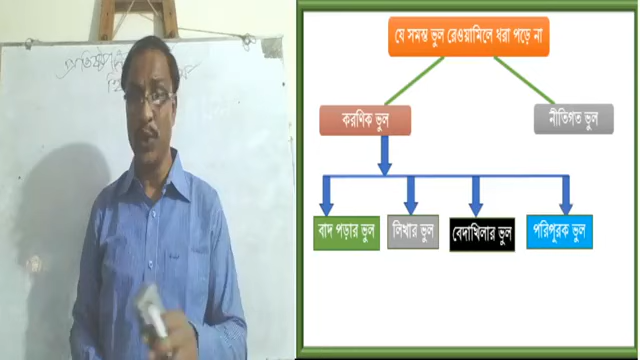 যে সমস্ত ভুল রেওয়ামিলে ধরা পড়ে না
করণিক ভুল
নীতিগত ভুল
বাদ পড়ার ভুল
লিখার ভুল
বেদাখিলার ভুল
পরিপূরক ভুল